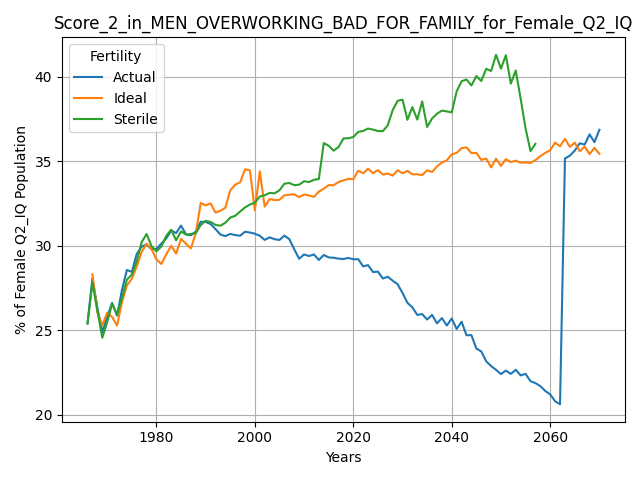 Score_2_in_MEN_OVERWORKING_BAD_FOR_FAMILY_for_Female_Q2_IQ
Fertility
Actual
Ideal
Sterile
% of Female Q2_IQ Population
40
35
30
25
20
1980
2000
2020
2040
2060
Years